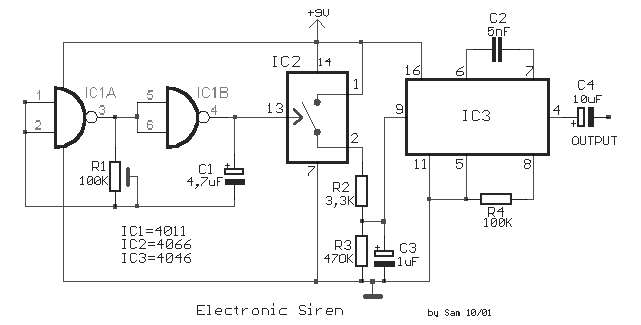 +9V
C2
5nF
IC2
14
16
6
7
IC1A
IC1B
1
C4
10uF
1
3
5
4
13
9
IC3
4
+
2
6
2
OUTPUT
7
11
5
8
R1
100K
C1
+
4,7uF
R2
3,3K
R4
100K
IC1=4011
IC2=4066
IC3=4046
R3
470K
+
C3
1uF
Electronic Siren
by Sam 10/01